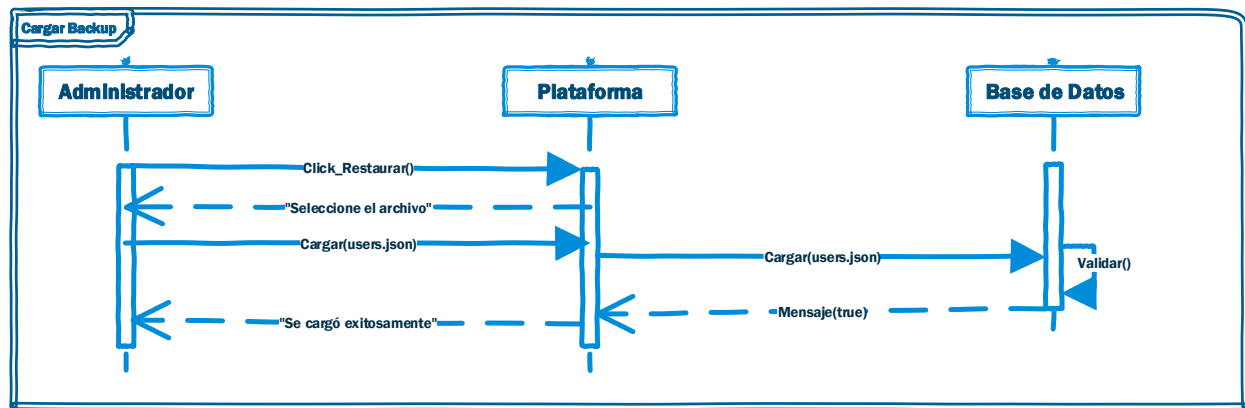 Cargar Backup
Administrador
Plataforma
Base de Datos
Click_Restaurar()
"Seleccione el archivo"
Cargar(users.json)
Cargar(users.json)
Validar()
Mensaje(true)
"Se cargó exitosamente"